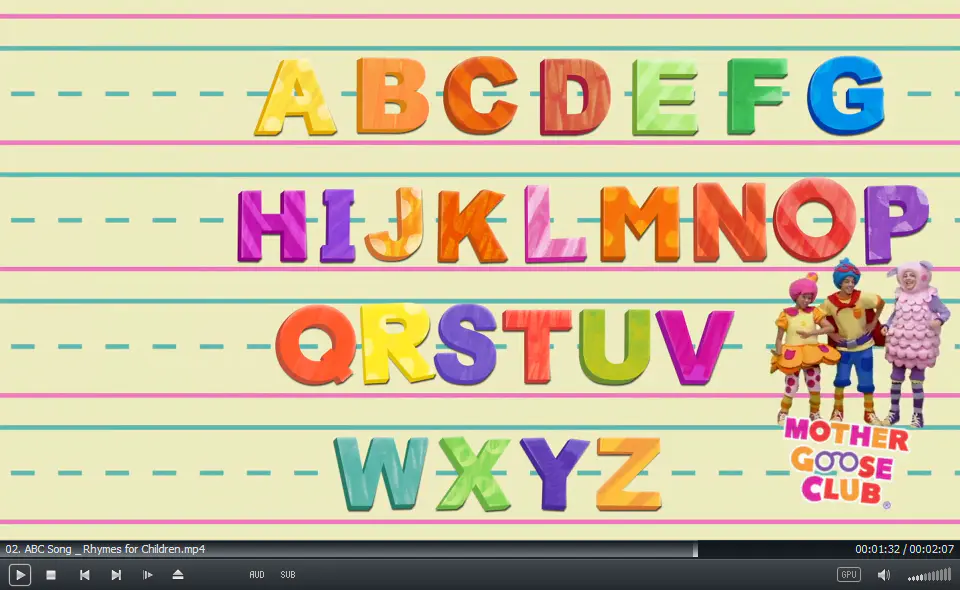 ABCDEFG
HIJKLMNOP
QRSTUV
WXYZ
MOTHER
GOOSE
CLUB®
02. ABC Song _ Rhymes for Children.mp4
00:01:32 / 00:02:07
AUD SUB
GPU